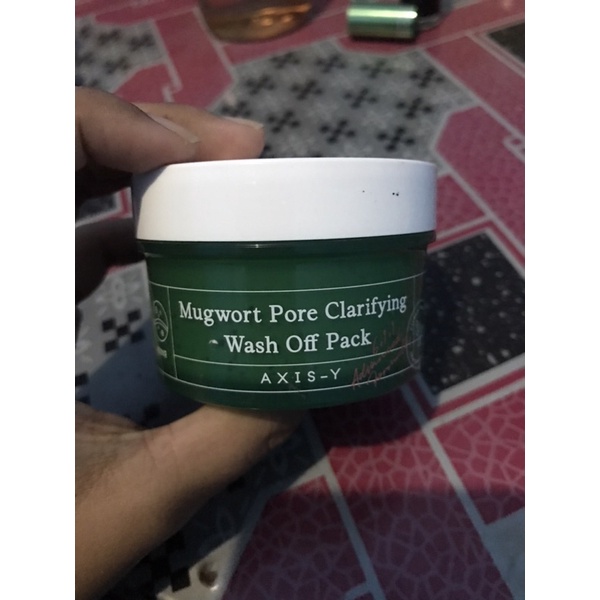 Mugwort Pore Clarifying
Wash Off Pack
AXIS-Y